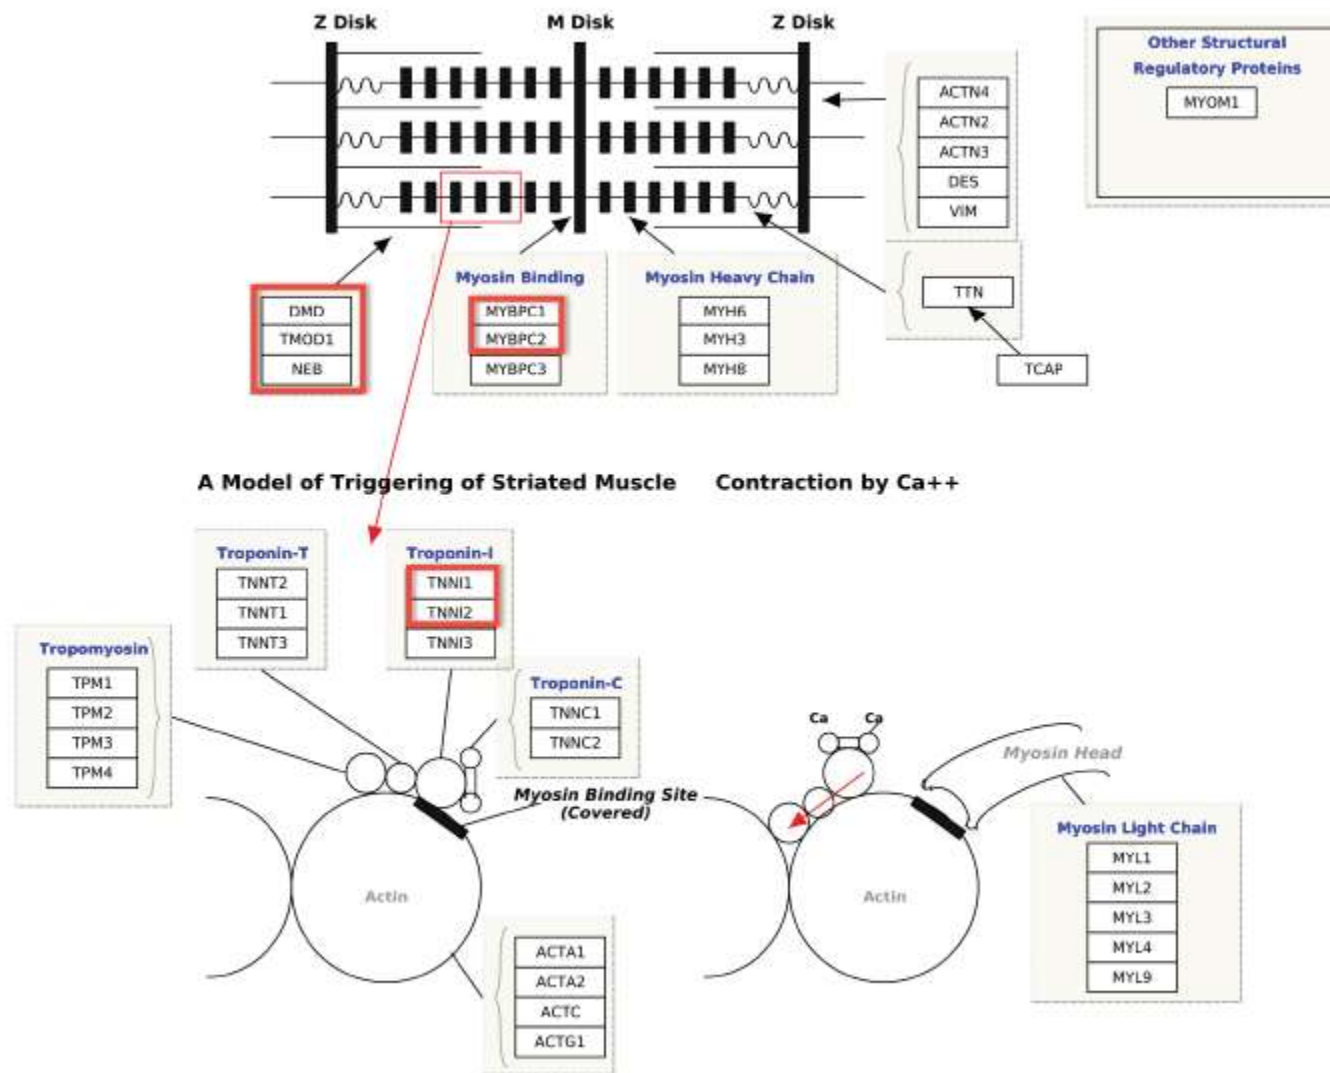 Z Disk
M Disk
Z Disk
Other Structural
Regulatory Proteins
MYOM1
ACTN4
ACTN2
ACTN3
DES
VIM
TTN
TCAP
DMD
TMOD1
NEB
Myosin Binding
MYBPC1
MYBPC2
MYBPC3
Myosin Heavy Chain
MYH6
MYH3
MYH8
A Model of Triggering of Striated Muscle Contraction by Ca++
Troponin-T
TNNT2
TNNT1
TNNT3
Troponin-I
TNNI1
TNNI2
TNNI3
Tropomyosin
TPM1
TPM2
TPM3
TPM4
Troponin-C
TNNC1
TNNC2
Myosin Binding Site
(Covered)
Actin
ACTA1
ACTA2
ACTC
ACTG1
Ca
Ca
Myosin Head
Actin
Myosin Light Chain
MYL1
MYL2
MYL3
MYL4
MYL9